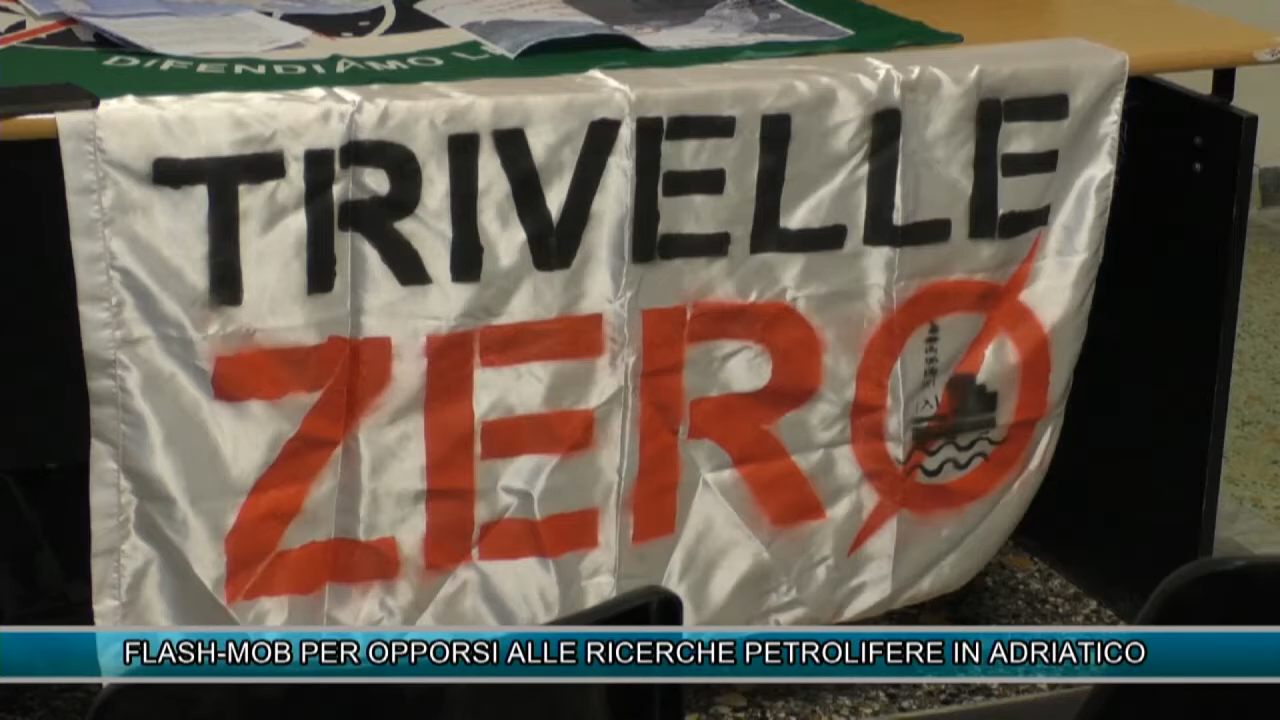 DIFENDIAMO L
TRIVELLE
ZERO
FLASH-MOB PER OPPORSI ALLE RICERCHE PETROLIFERE IN ADRIATICO